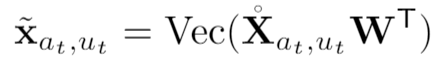 x̃_{a_t,u_t} = Vec(X̊_{a_t,u_t} W^T)